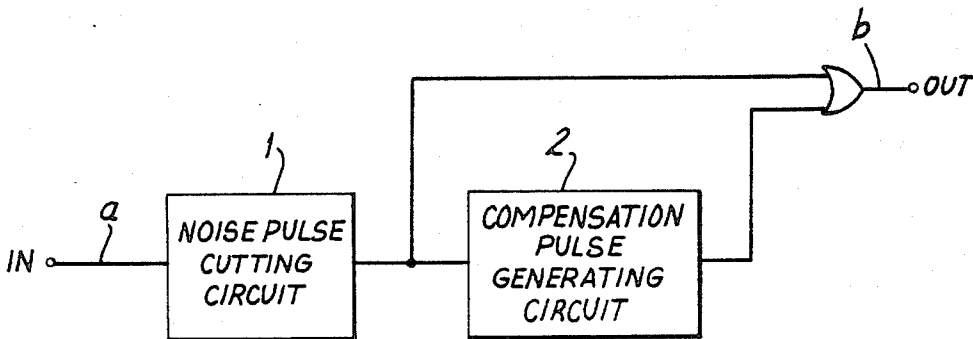 b
OUT
1
2
a
IN
NOISE PULSE
CUTTING
CIRCUIT
COMPENSATION
PULSE
GENERATING
CIRCUIT